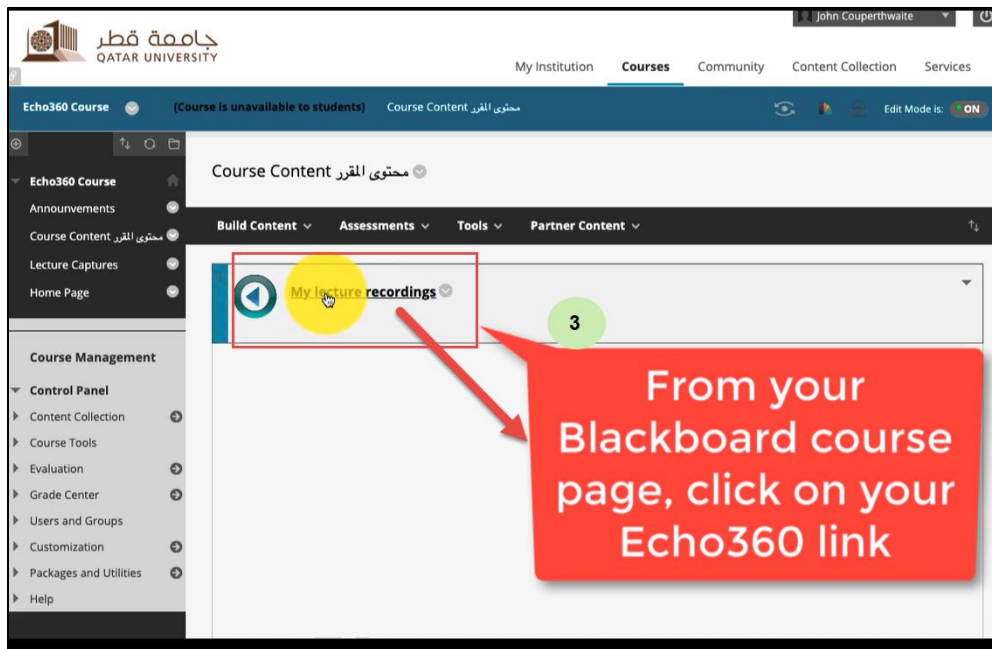 John Couperthwaite
جامعة قطر
QATAR UNIVERSITY
My Institution Courses Community Content Collection Services
Echo360 Course (Course is unavailable to students) Course Content محتوى المقرر Edit Mode is: ON
Echo360 Course
Announvements
Course Content محتوى المقرر
Lecture Captures
Home Page
Course Management
Control Panel
Content Collection
Course Tools
Evaluation
Grade Center
Users and Groups
Customization
Packages and Utilities
Help
Course Content محتوى المقرر
Build Content Assessments Tools Partner Content
My lecture recordings
3
From your
Blackboard course
page, click on your
Echo360 link